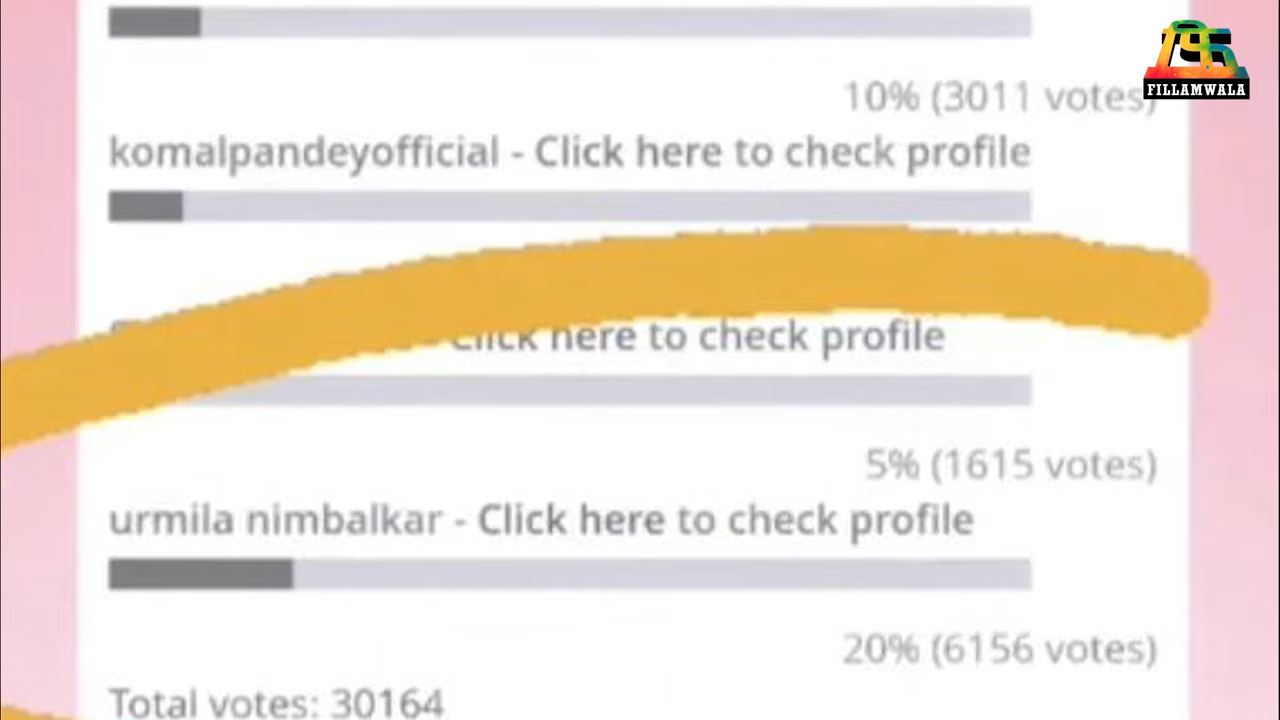 FILLAMWALA
10% (3011 votes)
komalpandeyofficial - Click here to check profile
Click here to check profile
5% (1615 votes)
urmila nimbalkar - Click here to check profile
20% (6156 votes)
Total votes: 30164